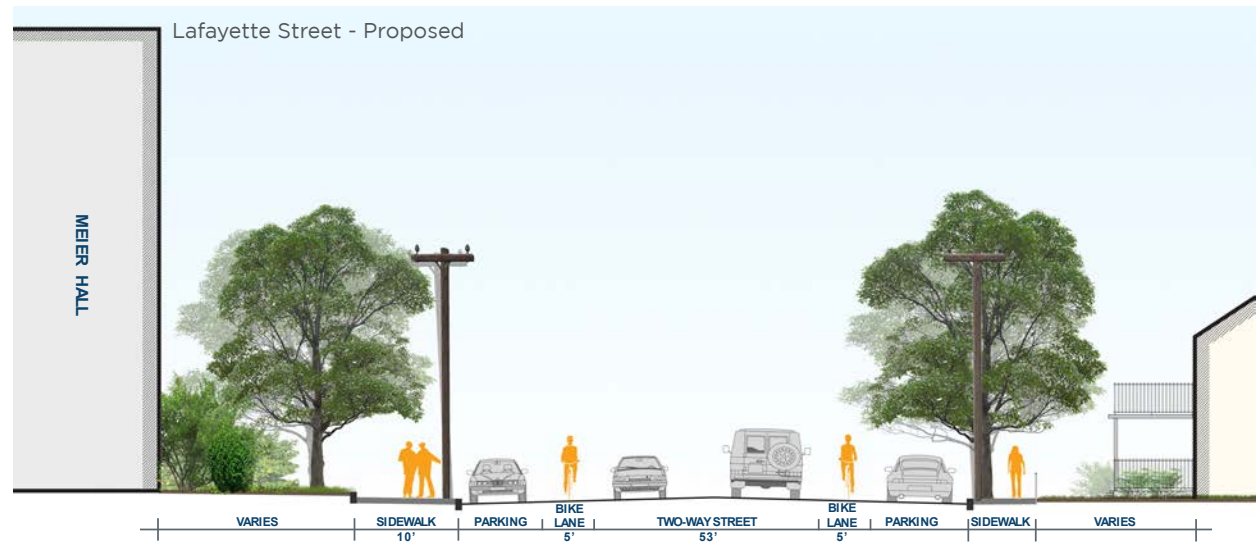 Lafayette Street - Proposed
MEIER HALL
VARIES SIDEWALK PARKING BIKE LANE TWO-WAY STREET BIKE LANE PARKING SIDEWALK VARIES
10' 5' 53' 5'